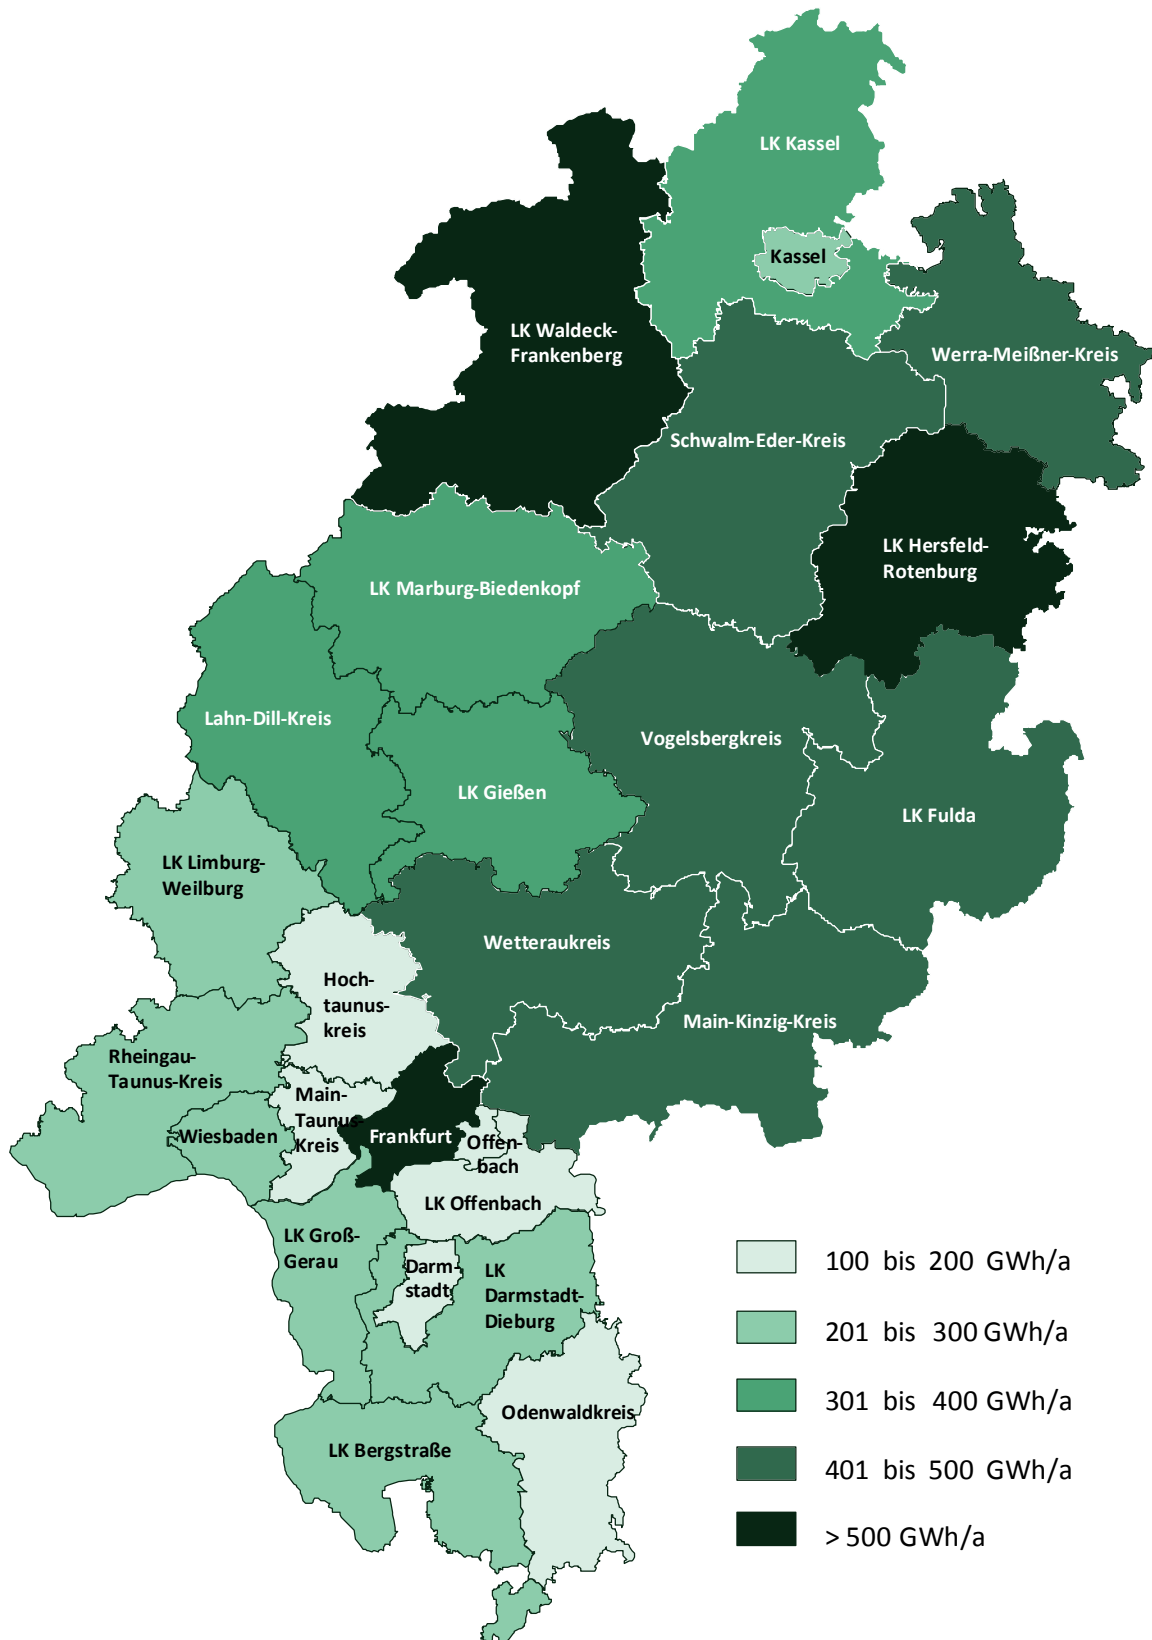 LK Kassel
Kassel
LK Waldeck-
Frankenberg
Werra-Meißner-Kreis
Schwalm-Eder-Kreis
LK Hersfeld-
Rotenburg
LK Marburg-Biedenkopf
Lahn-Dill-Kreis
Vogelsbergkreis
LK Gießen
LK Fulda
LK Limburg-
Weilburg
Wetteraukreis
Hoch-
taunus-
kreis
Main-Kinzig-Kreis
Rheingau-
Taunus-Kreis
Main-
Taunus-
Kreis
Wiesbaden
Frankfurt
Offen-
bach
LK Offenbach
LK Groß-
Gerau
Darm-
stadt
LK
Darmstadt-
Dieburg
Odenwaldkreis
LK Bergstraße
100 bis 200 GWh/a
201 bis 300 GWh/a
301 bis 400 GWh/a
401 bis 500 GWh/a
> 500 GWh/a